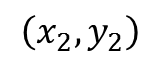 (x₂, y₂)